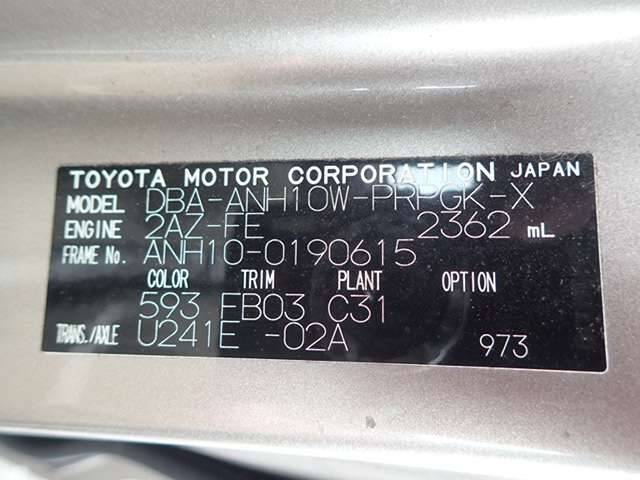 TOYOTA MOTOR CORPORATION JAPAN
MODEL DBA-ANH10W-PRPGK-X
ENGINE 2AZ-FE 2362 mL
FRAME No. ANH10-0190615
COLOR TRIM PLANT OPTION
593 FB03 C31
TRANS./AXLE U241E -02A 973